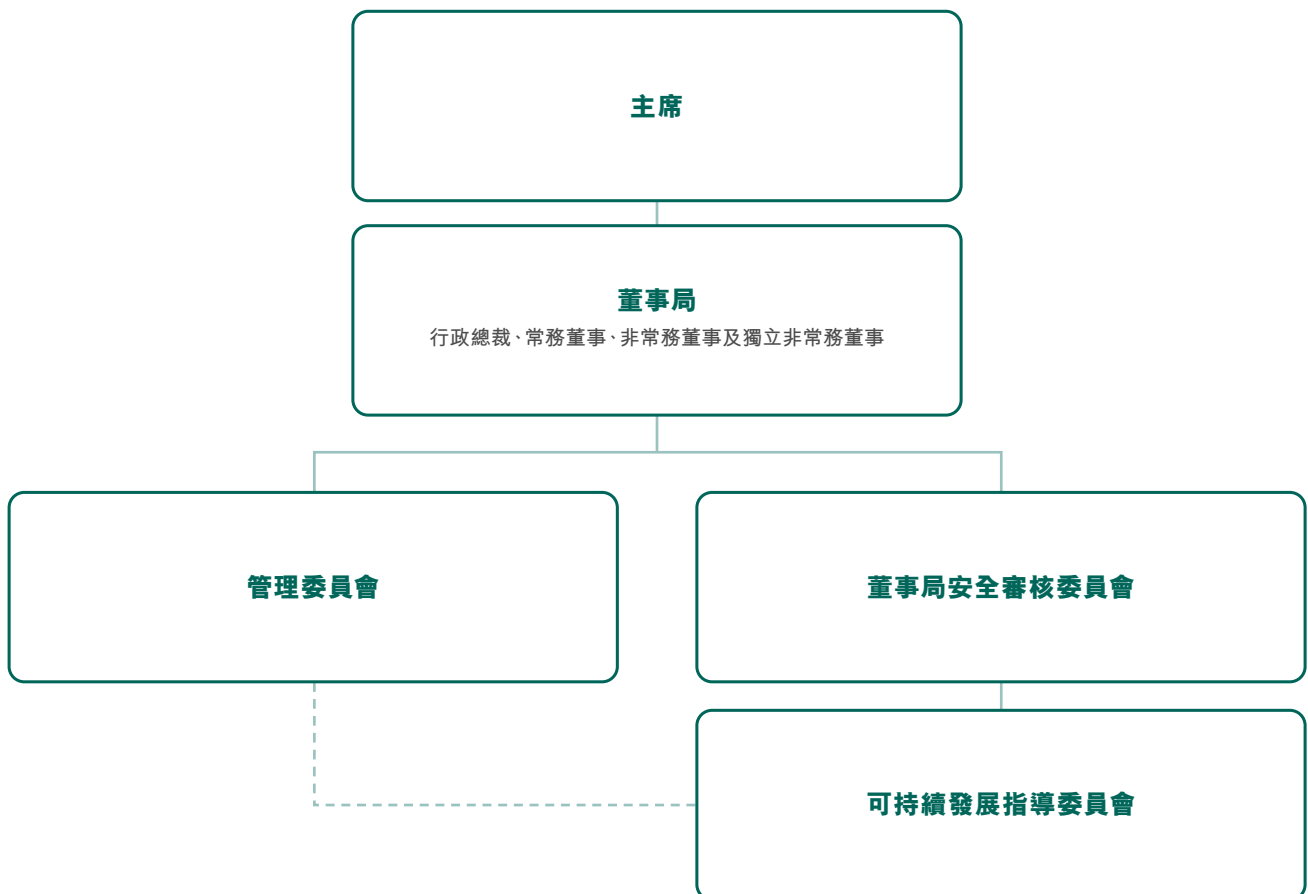 主席
董事局
行政總裁、常務董事、非常務董事及獨立非常務董事
管理委員會
董事局安全審核委員會
可持續發展指導委員會